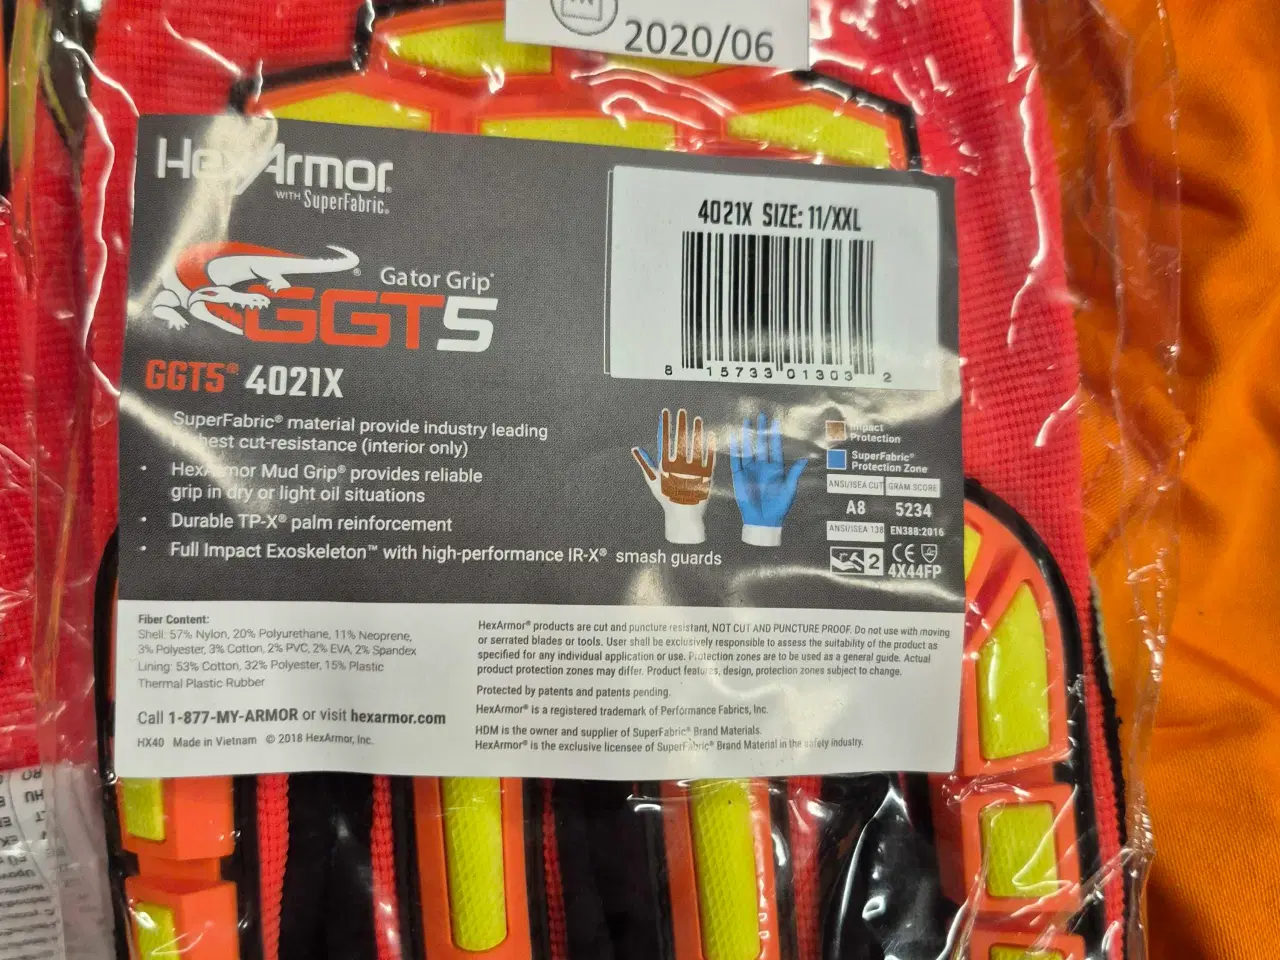 2020/06
HexArmor®
WITH SuperFabric®
4021X SIZE: 11/XXL
8 15733 01303 2
Gator Grip®
GGT5
GGT5® 4021X
SuperFabric® material provide industry leading
highest cut-resistance (interior only)
• HexArmor Mud Grip® provides reliable
grip in dry or light oil situations
• Durable TP-X® palm reinforcement
• Full Impact Exoskeleton™ with high-performance IR-X® smash guards
Impact
Protection
SuperFabric®
Protection Zone
ANSI/ISEA CUT GRAM SCORE
A8 5234
ANSI/ISEA 138 EN388:2016
2 CE
4X44FP
Fiber Content:
Shell: 57% Nylon, 20% Polyurethane, 11% Neoprene,
3% Polyester, 3% Cotton, 2% PVC, 2% EVA, 2% Spandex
Lining: 53% Cotton, 32% Polyester, 15% Plastic
Thermal Plastic Rubber
Call 1-877-MY-ARMOR or visit hexarmor.com
HX40 Made in Vietnam © 2018 HexArmor, Inc.
HexArmor® products are cut and puncture resistant, NOT CUT AND PUNCTURE PROOF. Do not use with moving
or serrated blades or tools. User shall be exclusively responsible to assess the suitability of the product as
specified for any individual application or use. Protection zones are to be used as a general guide. Actual
product protection zones may differ. Product features, design, protection zones subject to change.
Protected by patents and patents pending.
HexArmor® is a registered trademark of Performance Fabrics, Inc.
HDM is the owner and supplier of SuperFabric® Brand Materials.
HexArmor® is the exclusive licensee of SuperFabric® Brand Material in the safety industry.